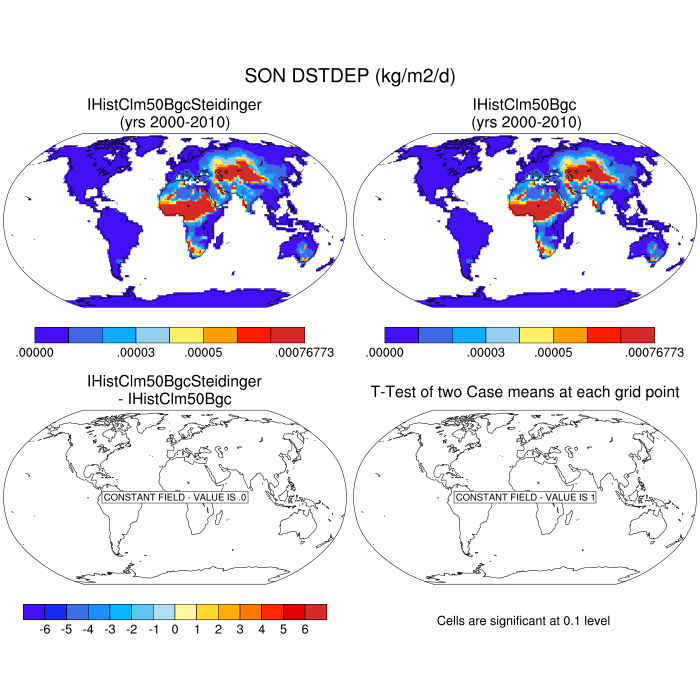 SON DSTDEP (kg/m2/d)
IHistClm50BgcSteidinger
(yrs 2000-2010)
IHistClm50Bgc
(yrs 2000-2010)
.00000 .00003 .00005 .00076773
.00000 .00003 .00005 .00076773
IHistClm50BgcSteidinger
- IHistClm50Bgc
T-Test of two Case means at each grid point
CONSTANT FIELD - VALUE IS .0
CONSTANT FIELD - VALUE IS 1
-6 -5 -4 -3 -2 -1 0 1 2 3 4 5 6
Cells are significant at 0.1 level